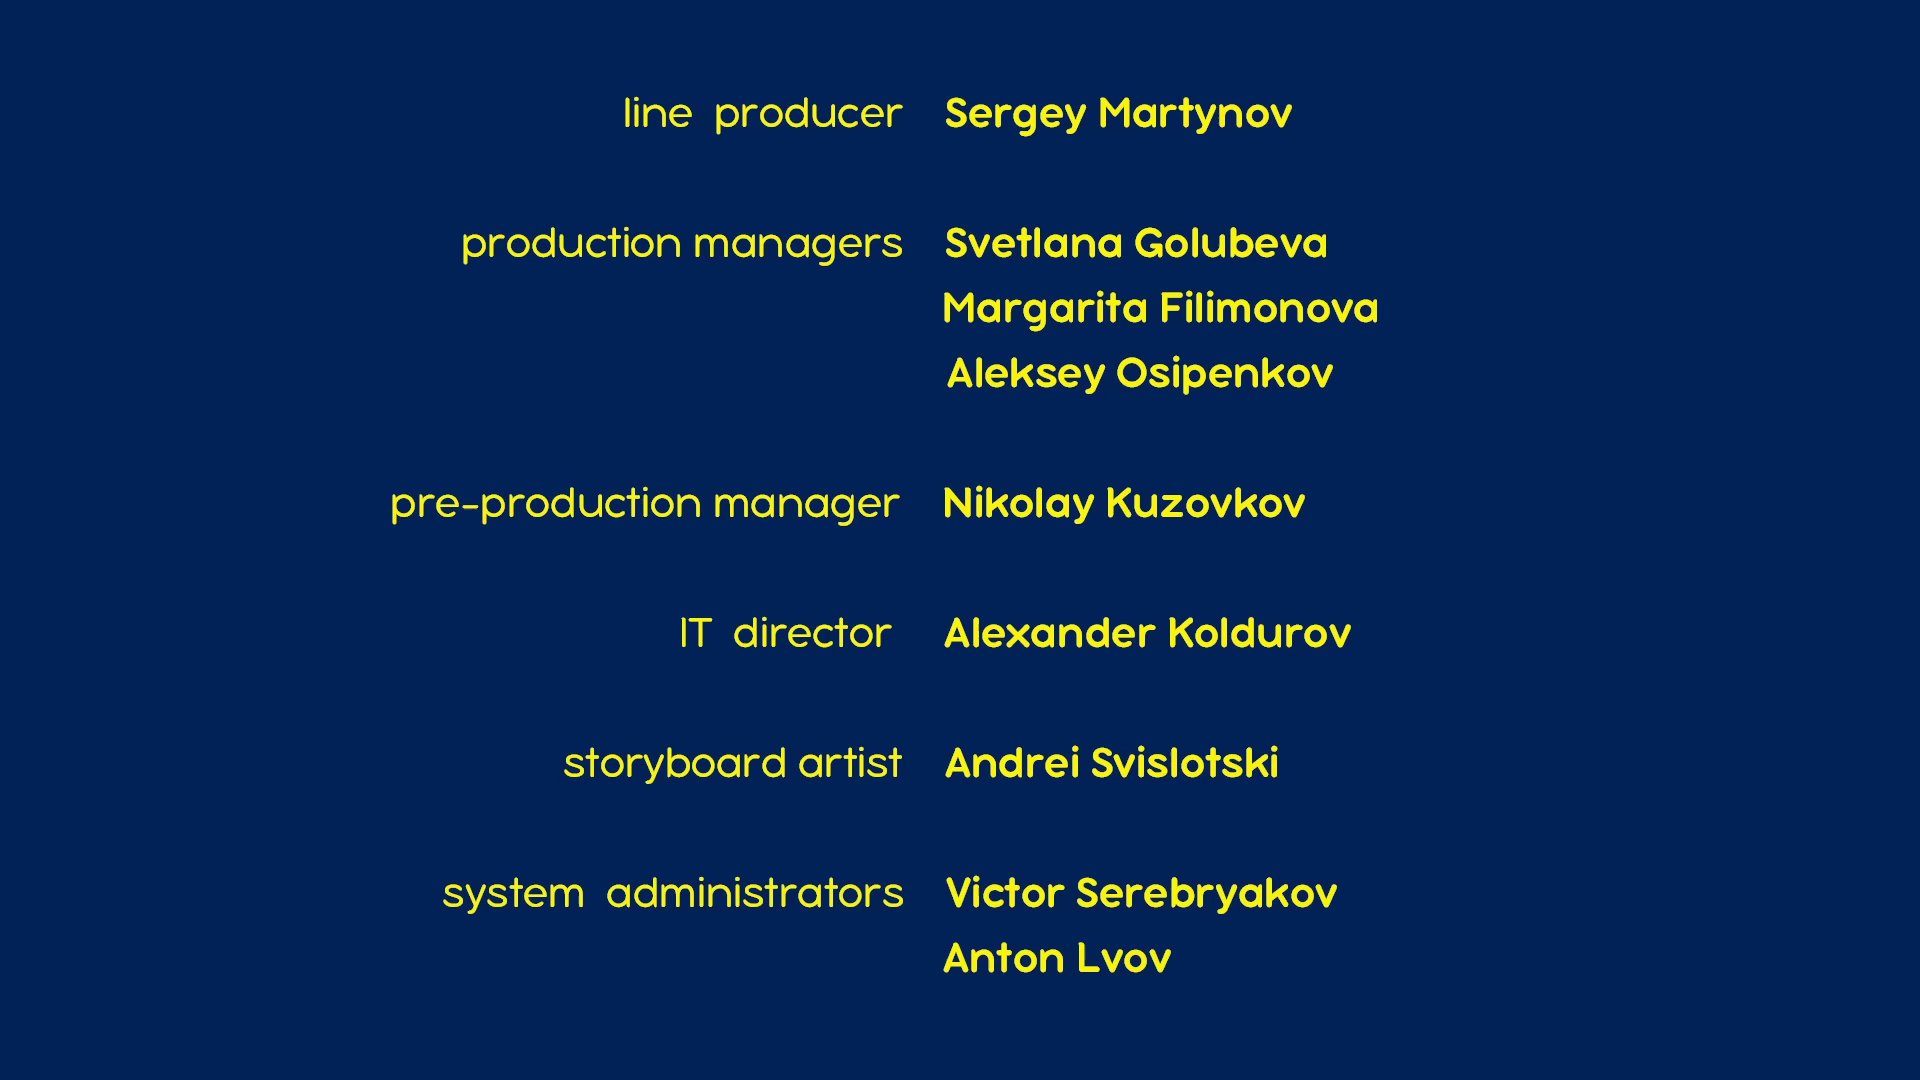 line producer Sergey Martynov
production managers Svetlana Golubeva
Margarita Filimonova
Aleksey Osipenkov
pre-production manager Nikolay Kuzovkov
IT director Alexander Koldurov
storyboard artist Andrei Svislotski
system administrators Victor Serebryakov
Anton Lvov